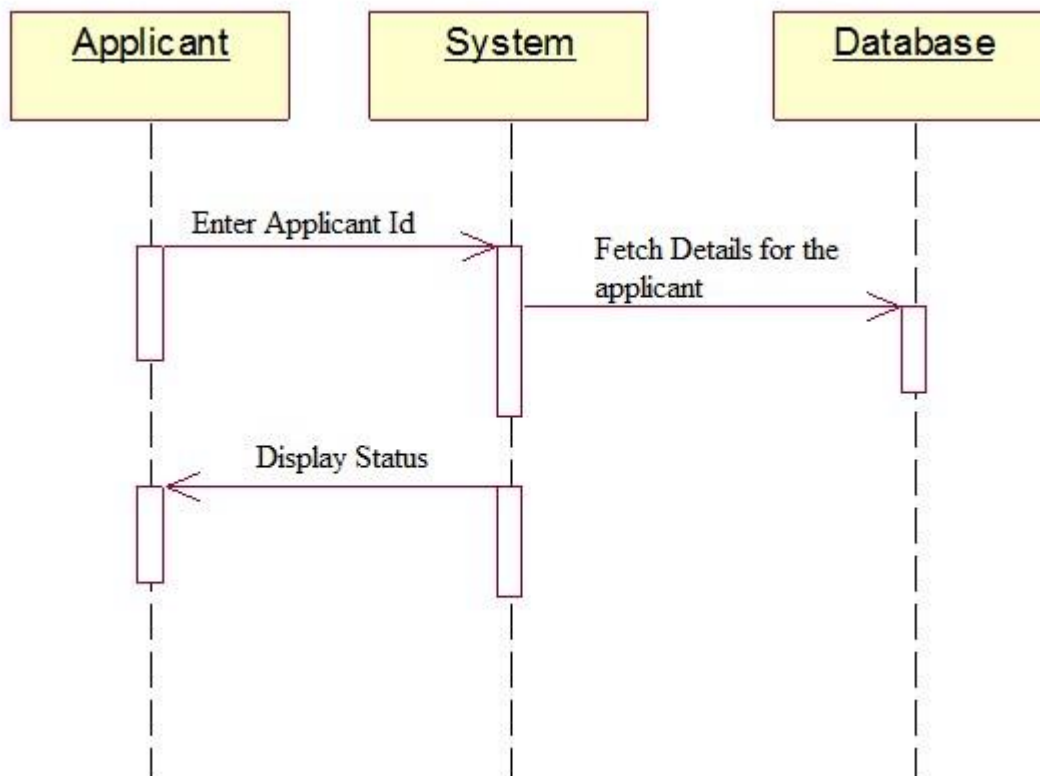 Applicant
System
Database
Enter Applicant Id
Fetch Details for the
applicant
Display Status